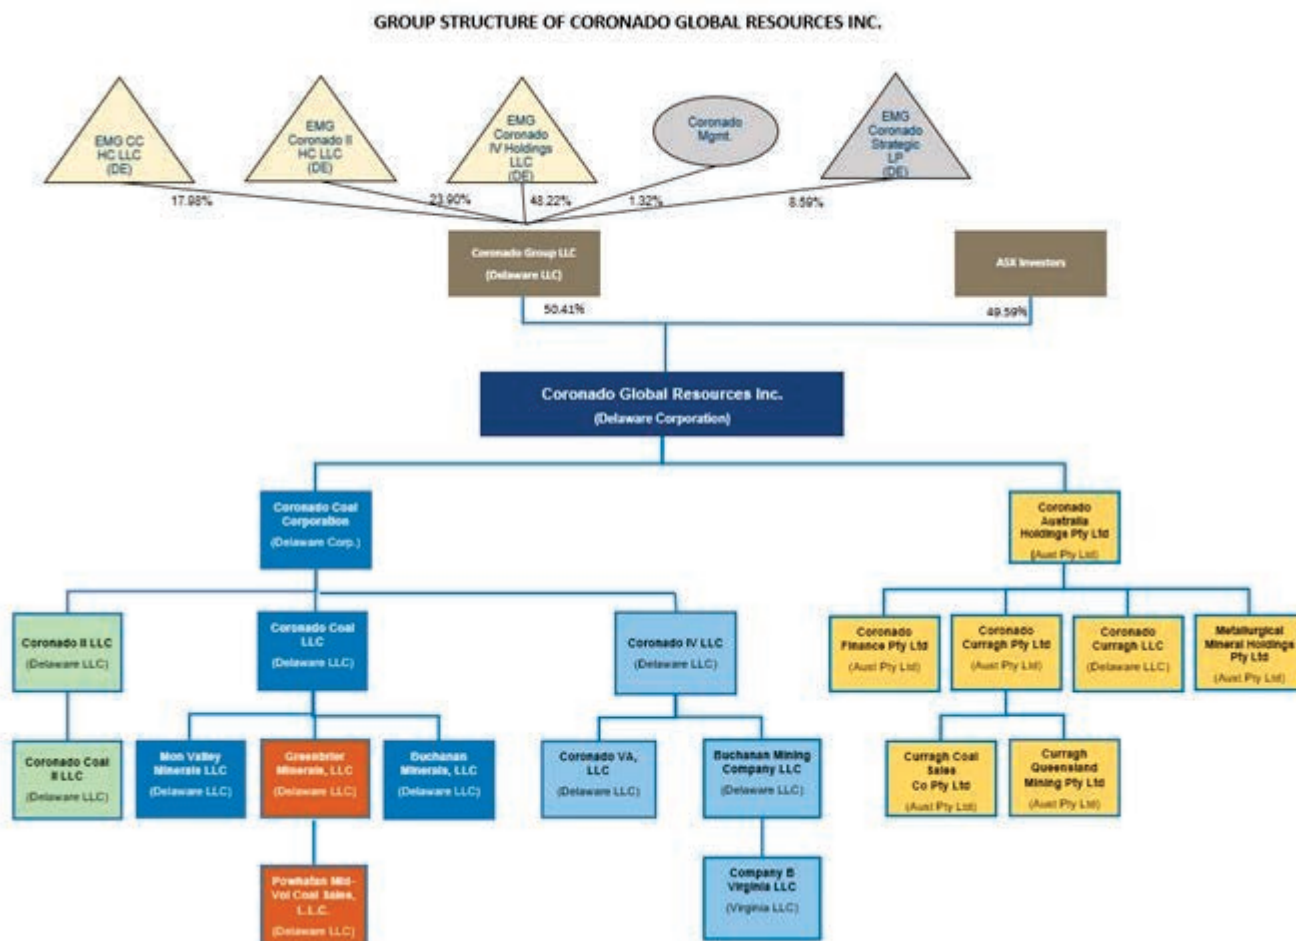 GROUP STRUCTURE OF CORONADO GLOBAL RESOURCES INC.
EMG CC
HC LLC
(DE)
EMG
Coronado II
HC LLC
(DE)
EMG
Coronado
IV Holdings
LLC
(DE)
Coronado
Mgmt.
EMG
Coronado
Strategic
LP
(DE)
17.98%
23.90%
48.22%
1.32%
8.59%
Coronado Group LLC
(Delaware LLC)
ASX Investors
50.41%
49.59%
Coronado Global Resources Inc.
(Delaware Corporation)
Coronado Coal
Corporation
(Delaware Corp.)
Coronado
Australia
Holdings Pty Ltd
(Aust Pty Ltd)
Coronado II LLC
(Delaware LLC)
Coronado Coal
LLC
(Delaware LLC)
Coronado IV LLC
(Delaware LLC)
Coronado
Finance Pty Ltd
(Aust Pty Ltd)
Coronado
Curragh Pty Ltd
(Aust Pty Ltd)
Coronado
Curragh LLC
(Delaware LLC)
Metallurgical
Mineral Holdings
Pty Ltd
(Aust Pty Ltd)
Coronado Coal
II LLC
(Delaware LLC)
Mon Valley
Minerals LLC
(Delaware LLC)
Greenbrier
Minerals, LLC
(Delaware LLC)
Buchanan
Minerals, LLC
(Delaware LLC)
Coronado VA,
LLC
(Delaware LLC)
Buchanan Mining
Company LLC
(Delaware LLC)
Curragh Coal
Sales
Co Pty Ltd
(Aust Pty Ltd)
Curragh
Queensland
Mining Pty Ltd
(Aust Pty Ltd)
Powhatan Mid-
Vol Coal Sales,
L.L.C.
(Delaware LLC)
Company B
Virginia LLC
(Virginia LLC)